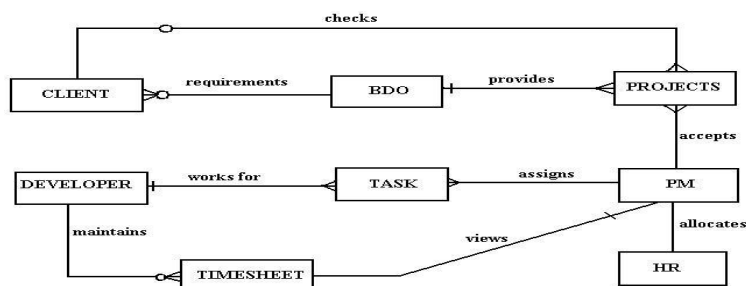 checks
requirements
provides
CLIENT
BDO
PROJECTS
accepts
works for
assigns
DEVELOPER
TASK
PM
maintains
views
allocates
TIMESHEET
HR